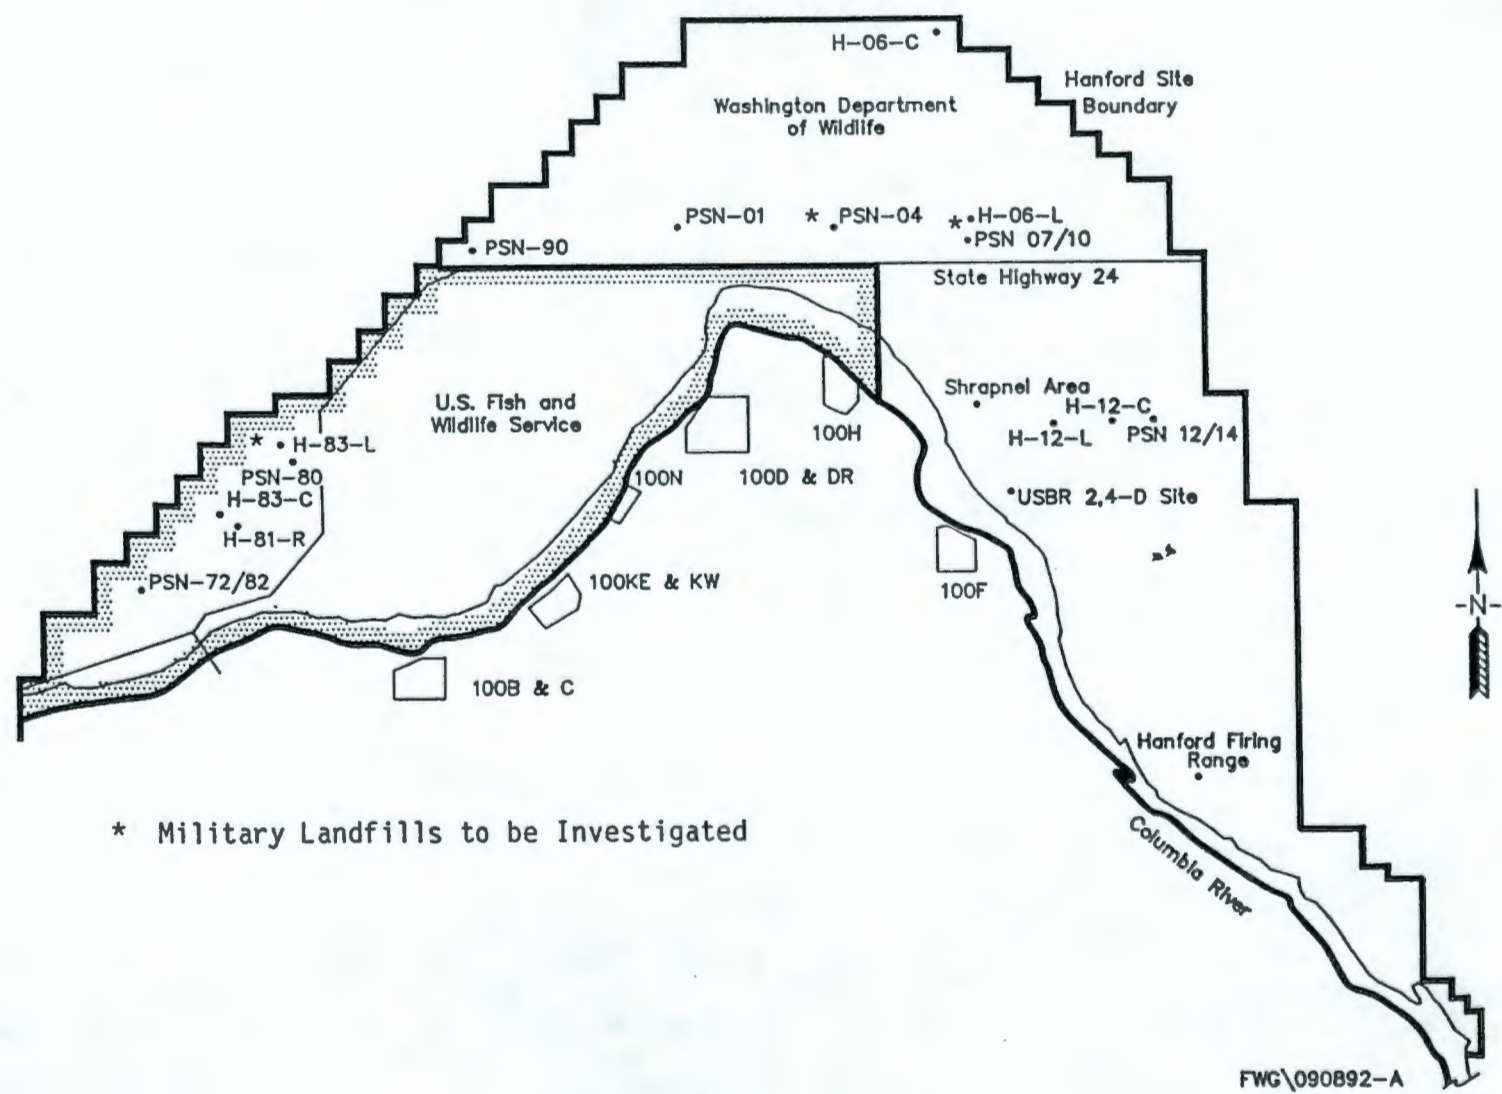 H-06-C
Hanford Site
Boundary
Washington Department
of Wildlife
PSN-01
* PSN-04
* H-06-L
PSN 07/10
PSN-90
State Highway 24
U.S. Fish and
Wildlife Service
Shrapnel Area
H-12-C
H-12-L
PSN 12/14
* H-83-L
PSN-80
H-83-C
H-81-R
PSN-72/82
100H
100N
100D & DR
USBR 2,4-D Site
100KE & KW
100F
N
100B & C
Hanford Firing
Range
Columbia River
* Military Landfills to be Investigated
FWG\090892-A